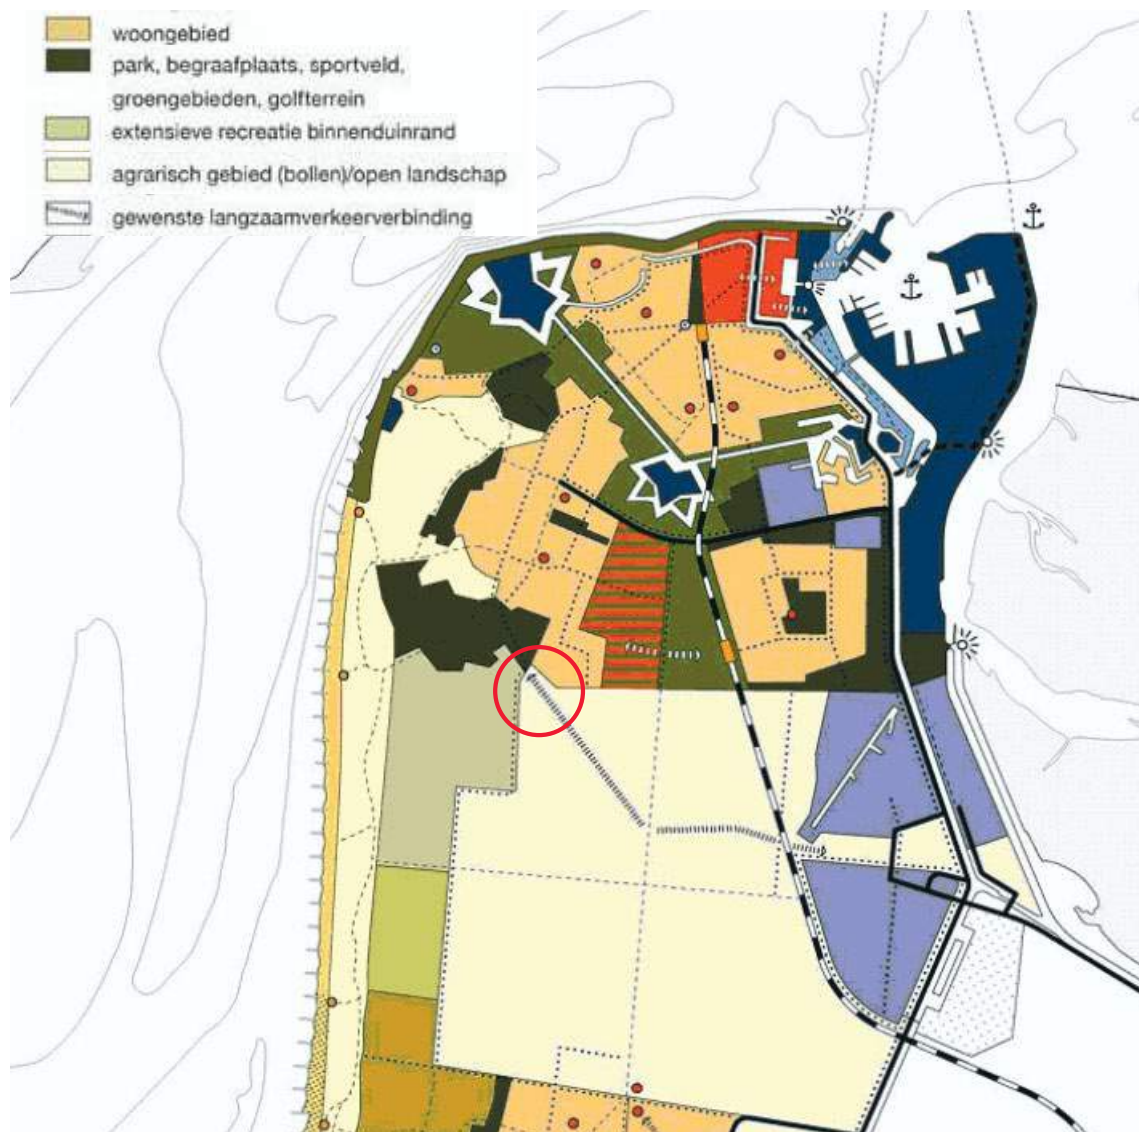 woongebied
park, begraafplaats, sportveld,
groengebieden, golfterrein
extensieve recreatie binnenduinrand
agrarisch gebied (bollen)/open landschap
gewenste langzaamverkeerverbinding